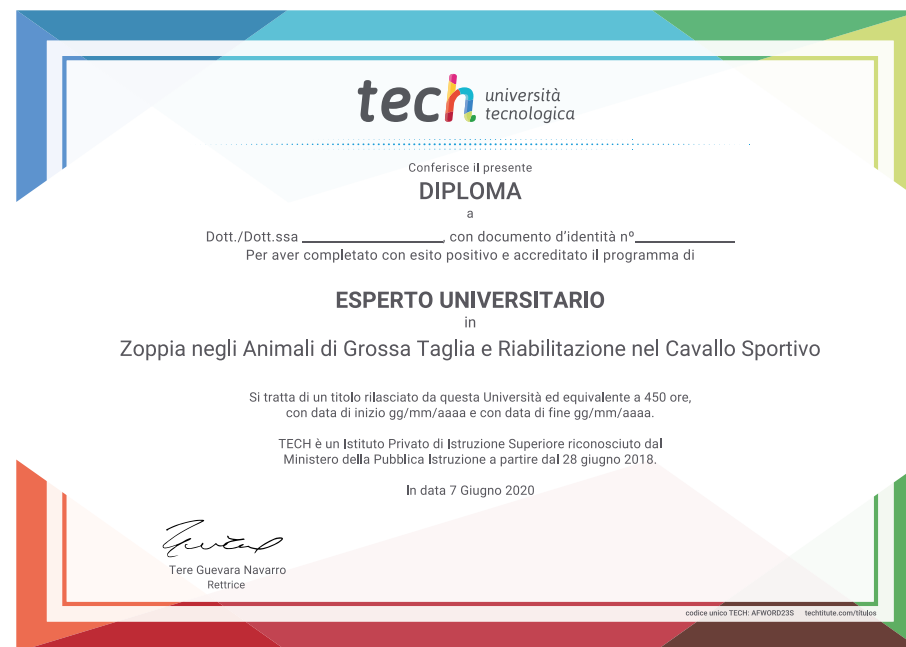 tech università
tecnologica
Conferisce il presente
DIPLOMA
a
Dott./Dott.ssa ____________________, con documento d'identità nº______________
Per aver completato con esito positivo e accreditato il programma di
ESPERTO UNIVERSITARIO
in
Zoppia negli Animali di Grossa Taglia e Riabilitazione nel Cavallo Sportivo
Si tratta di un titolo rilasciato da questa Università ed equivalente a 450 ore,
con data di inizio gg/mm/aaaa e con data di fine gg/mm/aaaa.
TECH è un Istituto Privato di Istruzione Superiore riconosciuto dal
Ministero della Pubblica Istruzione a partire dal 28 giugno 2018.
In data 7 Giugno 2020
Tere Guevara Navarro
Rettrice
codice unico TECH: AFWORD23S techtitute.com/titulos